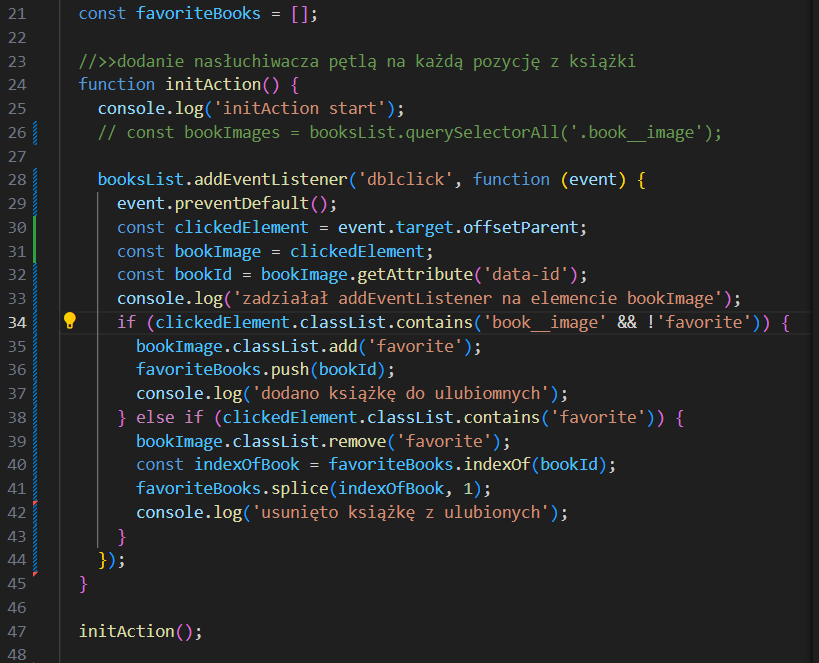 21 const favoriteBooks = [];
22
23 //>>dodanie nasłuchiwacza pętlą na każdą pozycję z książki
24 function initAction() {
25 console.log('initAction start');
26 // const bookImages = booksList.querySelectorAll('.book__image');
27
28 booksList.addEventListener('dblclick', function (event) {
29 event.preventDefault();
30 const clickedElement = event.target.offsetParent;
31 const bookImage = clickedElement;
32 const bookId = bookImage.getAttribute('data-id');
33 console.log('zadziałał addEventListener na elemencie bookImage');
34 if (clickedElement.classList.contains('book__image' && !'favorite')) {
35 bookImage.classList.add('favorite');
36 favoriteBooks.push(bookId);
37 console.log('dodano książkę do ulubiomnych');
38 } else if (clickedElement.classList.contains('favorite')) {
39 bookImage.classList.remove('favorite');
40 const indexOfBook = favoriteBooks.indexOf(bookId);
41 favoriteBooks.splice(indexOfBook, 1);
42 console.log('usunięto książkę z ulubionych');
43 }
44 });
45 }
46
47 initAction();
48